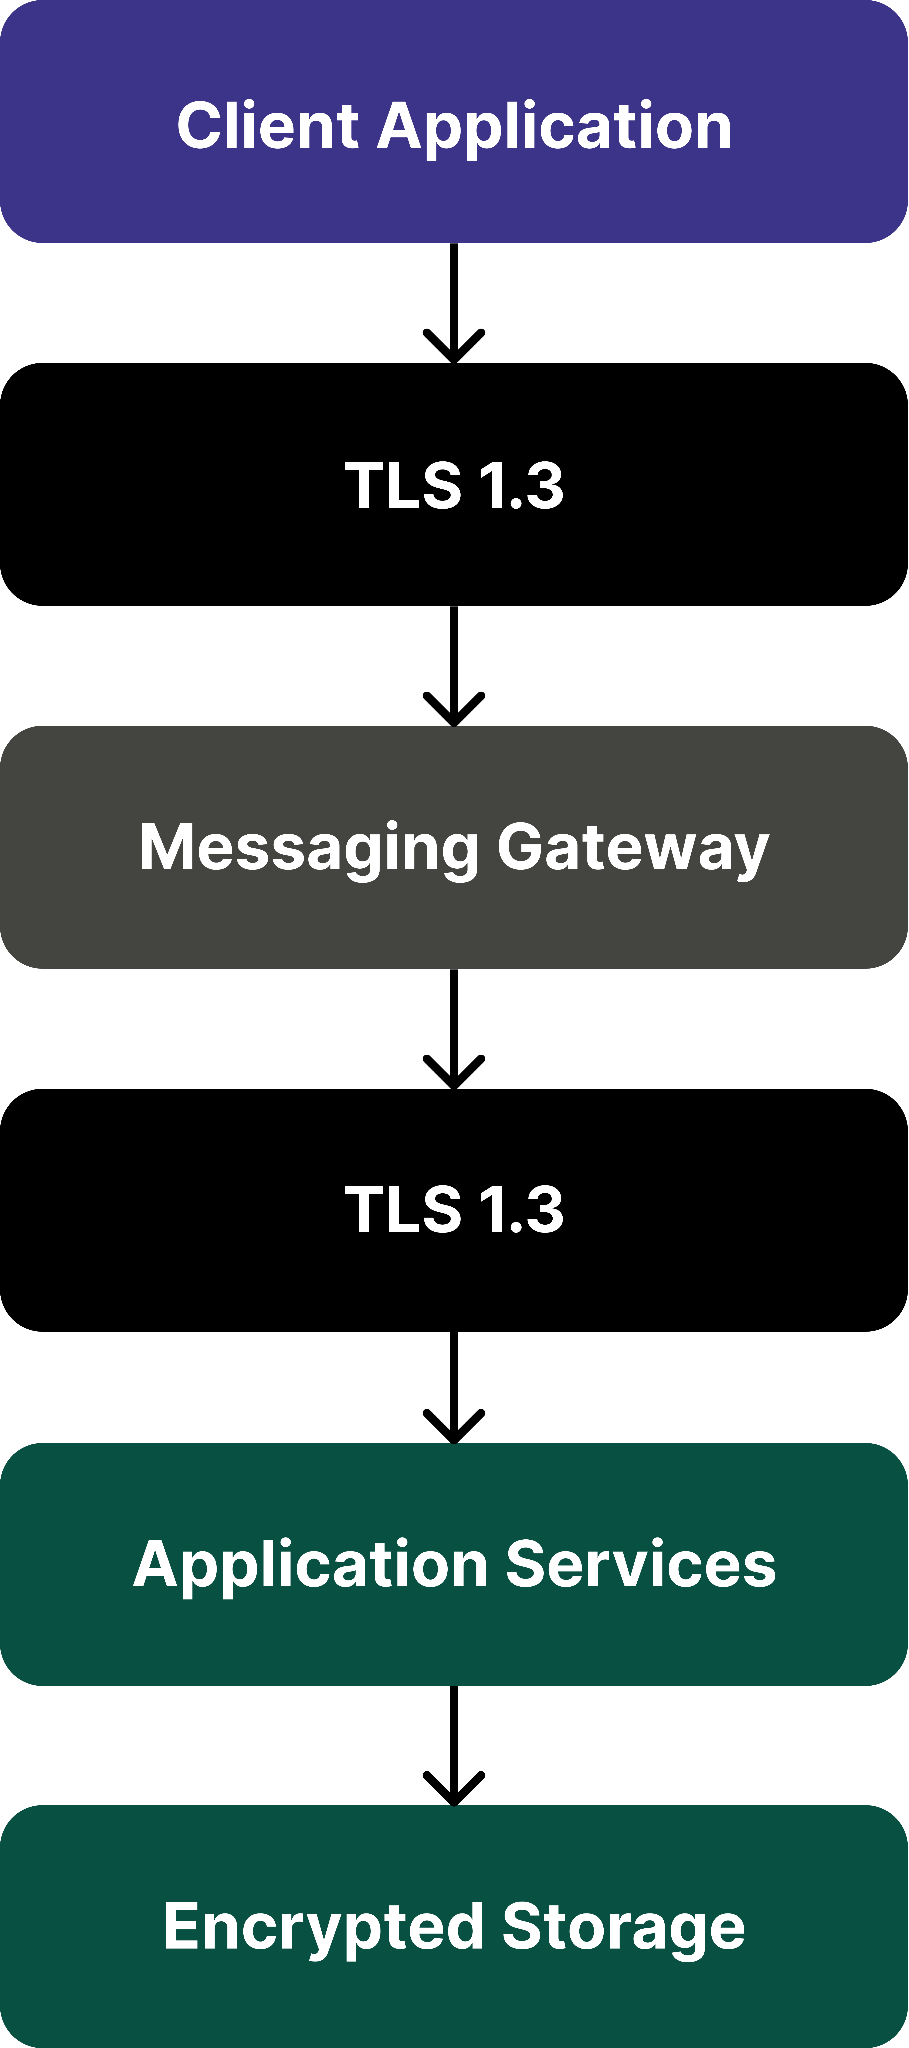 Client Application
TLS 1.3
Messaging Gateway
TLS 1.3
Application Services
Encrypted Storage